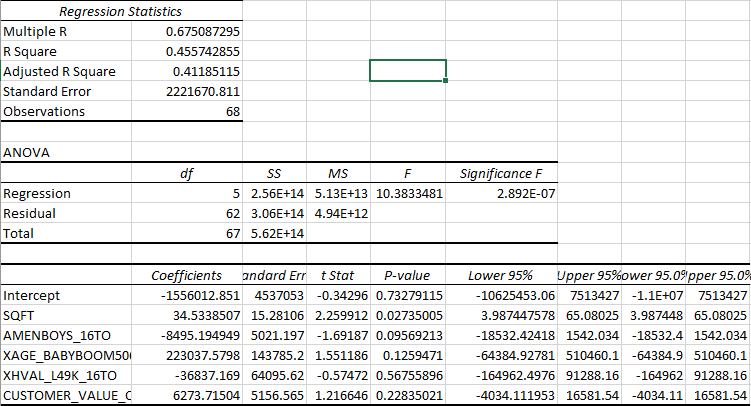 Regression Statistics
Multiple R 0.675087295
R Square 0.455742855
Adjusted R Square 0.41185115
Standard Error 2221670.811
Observations 68
ANOVA
df SS MS F Significance F
Regression 5 2.56E+14 5.13E+13 10.3833481 2.892E-07
Residual 62 3.06E+14 4.94E+12
Total 67 5.62E+14
Coefficients andard Err t Stat P-value Lower 95% Upper 95% ower 95.0% pper 95.0%
Intercept -1556012.851 4537053 -0.34296 0.73279115 -10625453.06 7513427 -1.1E+07 7513427
SQFT 34.5338507 15.28106 2.259912 0.02735005 3.987447578 65.08025 3.987448 65.08025
AMENBOYS_16TO -8495.194949 5021.197 -1.69187 0.09569213 -18532.42418 1542.034 -18532.4 1542.034
XAGE_BABYBOOM50 223037.5798 143785.2 1.551186 0.1259471 -64384.92781 510460.1 -64384.9 510460.1
XHVAL_L49K_16TO -36837.169 64095.62 -0.57472 0.56755896 -164962.4976 91288.16 -164962 91288.16
CUSTOMER_VALUE_C 6273.71504 5156.565 1.216646 0.22835021 -4034.111953 16581.54 -4034.11 16581.54